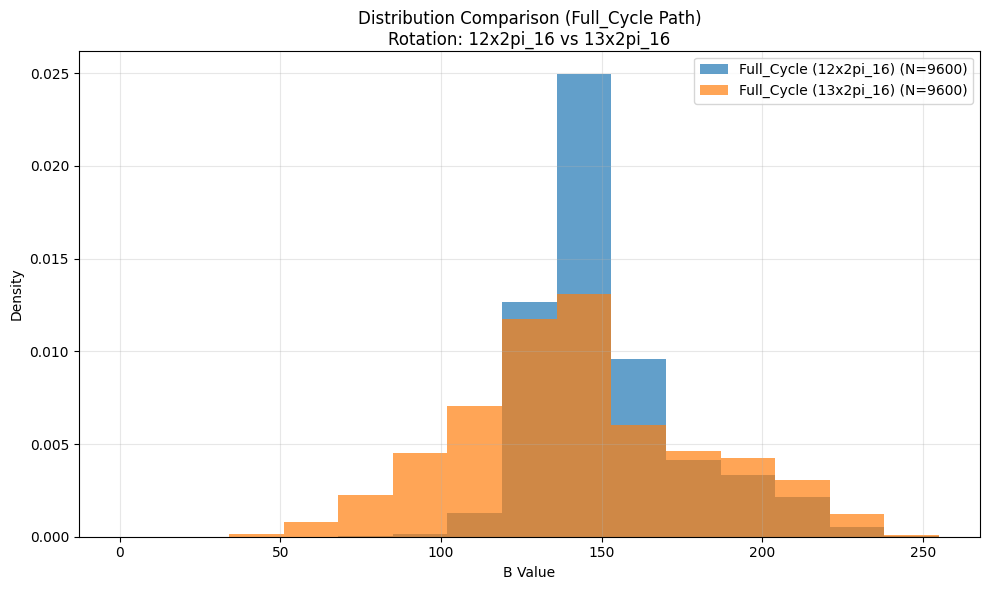 Distribution Comparison (Full_Cycle Path)
Rotation: 12x2pi_16 vs 13x2pi_16
Full_Cycle (12x2pi_16) (N=9600)
Full_Cycle (13x2pi_16) (N=9600)
Density
0.025
0.020
0.015
0.010
0.005
0.000
0 50 100 150 200 250
B Value